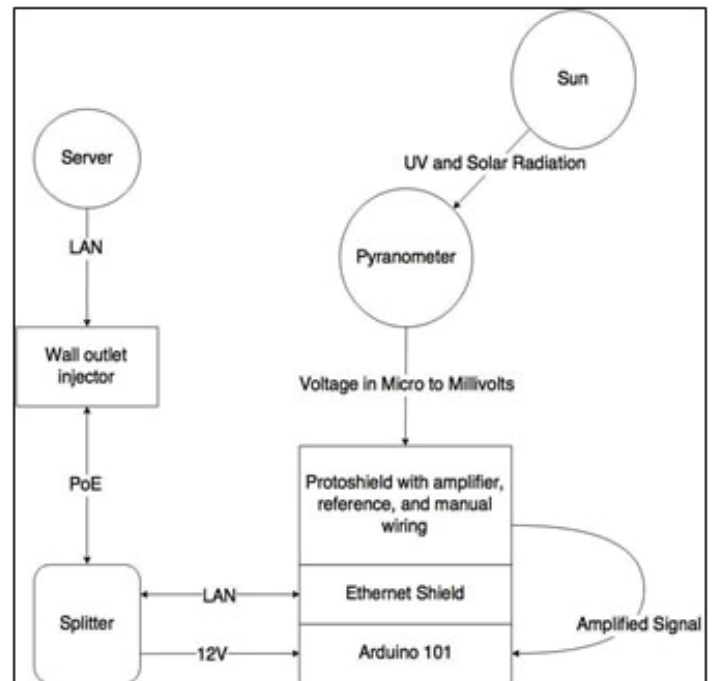 Sun
Server
UV and Solar Radiation
LAN
Pyranometer
Wall outlet
injector
Voltage in Micro to Millivolts
PoE
Protoshield with amplifier,
reference, and manual
wiring
LAN
Ethernet Shield
Splitter
Amplified Signal
12V
Arduino 101